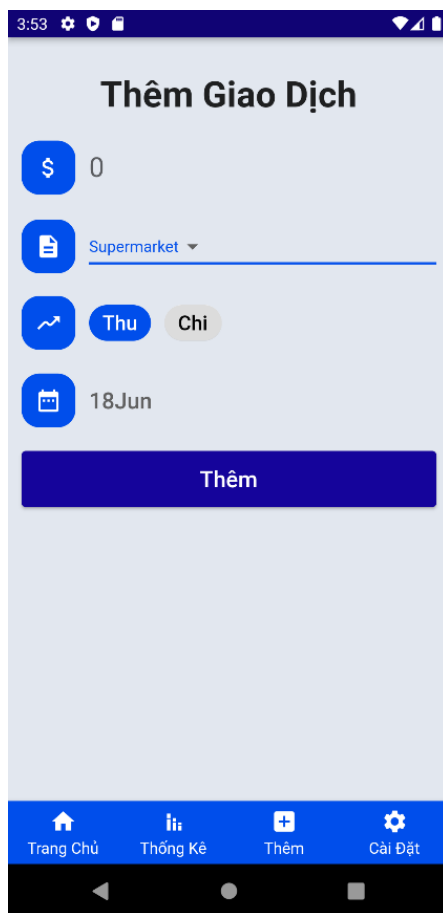 3:53
Thêm Giao Dịch
$ 0
Supermarket
Thu Chi
18Jun
Thêm
Trang Chủ Thống Kê Thêm Cài Đặt